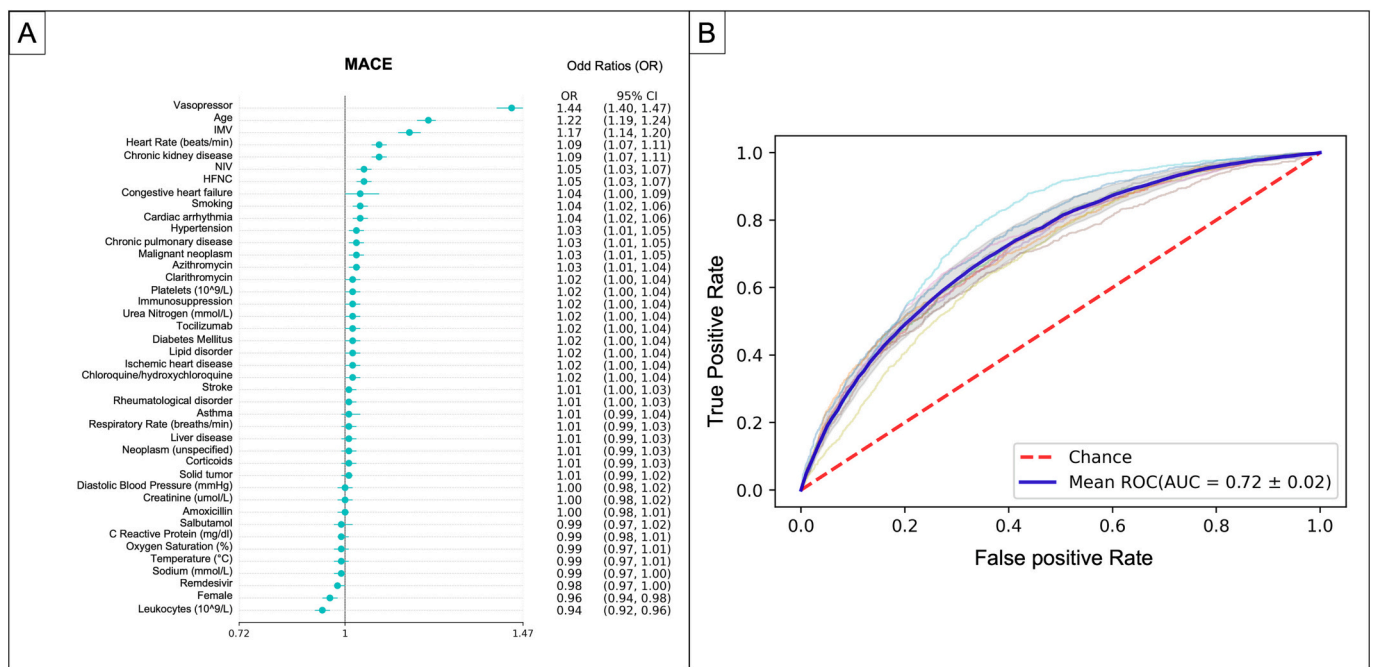 A
MACE
Odd Ratios (OR)
OR 95% CI
Vasopressor 1.44 (1.40, 1.47)
Age 1.22 (1.19, 1.24)
IMV 1.17 (1.14, 1.20)
Heart Rate (beats/min) 1.09 (1.07, 1.11)
Chronic kidney disease 1.09 (1.07, 1.11)
NIV 1.05 (1.03, 1.07)
HFNC 1.05 (1.03, 1.07)
Congestive heart failure 1.04 (1.00, 1.09)
Smoking 1.04 (1.02, 1.06)
Cardiac arrhythmia 1.04 (1.02, 1.06)
Hypertension 1.03 (1.01, 1.05)
Chronic pulmonary disease 1.03 (1.01, 1.05)
Malignant neoplasm 1.03 (1.01, 1.05)
Azithromycin 1.03 (1.01, 1.04)
Clarithromycin 1.02 (1.00, 1.04)
Platelets (10^9/L) 1.02 (1.00, 1.04)
Immunosuppression 1.02 (1.00, 1.04)
Urea Nitrogen (mmol/L) 1.02 (1.00, 1.04)
Tocilizumab 1.02 (1.00, 1.04)
Diabetes Mellitus 1.02 (1.00, 1.04)
Lipid disorder 1.02 (1.00, 1.04)
Ischemic heart disease 1.02 (1.00, 1.04)
Chloroquine/hydroxychloroquine 1.02 (1.00, 1.04)
Stroke 1.01 (1.00, 1.03)
Rheumatological disorder 1.01 (1.00, 1.03)
Asthma 1.01 (0.99, 1.04)
Respiratory Rate (breaths/min) 1.01 (0.99, 1.03)
Liver disease 1.01 (0.99, 1.03)
Neoplasm (unspecified) 1.01 (0.99, 1.03)
Corticoids 1.01 (0.99, 1.03)
Solid tumor 1.01 (0.99, 1.02)
Diastolic Blood Pressure (mmHg) 1.00 (0.98, 1.02)
Creatinine (umol/L) 1.00 (0.98, 1.02)
Amoxicillin 1.00 (0.98, 1.01)
Salbutamol 0.99 (0.97, 1.02)
C Reactive Protein (mg/dl) 0.99 (0.98, 1.01)
Oxygen Saturation (%) 0.99 (0.97, 1.01)
Temperature (°C) 0.99 (0.97, 1.01)
Sodium (mmol/L) 0.99 (0.97, 1.00)
Remdesivir 0.98 (0.97, 1.00)
Female 0.96 (0.94, 0.98)
Leukocytes (10^9/L) 0.94 (0.92, 0.96)
0.72 1 1.47
B
True Positive Rate
1.0
0.8
0.6
0.4
0.2
0.0
Chance
Mean ROC(AUC = 0.72 ± 0.02)
0.0 0.2 0.4 0.6 0.8 1.0
False positive Rate